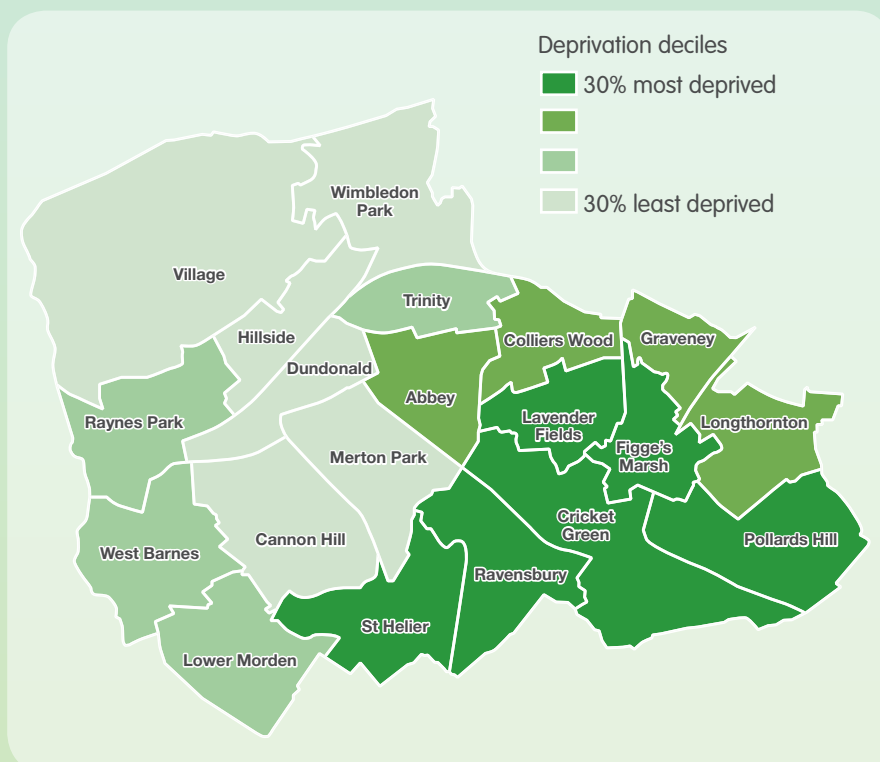 Deprivation deciles
30% most deprived
30% least deprived
Wimbledon
Park
Village
Trinity
Hillside
Colliers Wood
Graveney
Dundonald
Abbey
Raynes Park
Lavender
Fields
Longthornton
Figge's
Marsh
Merton Park
Cricket
Green
Cannon Hill
Pollards Hill
West Barnes
Ravensbury
St Helier
Lower Morden